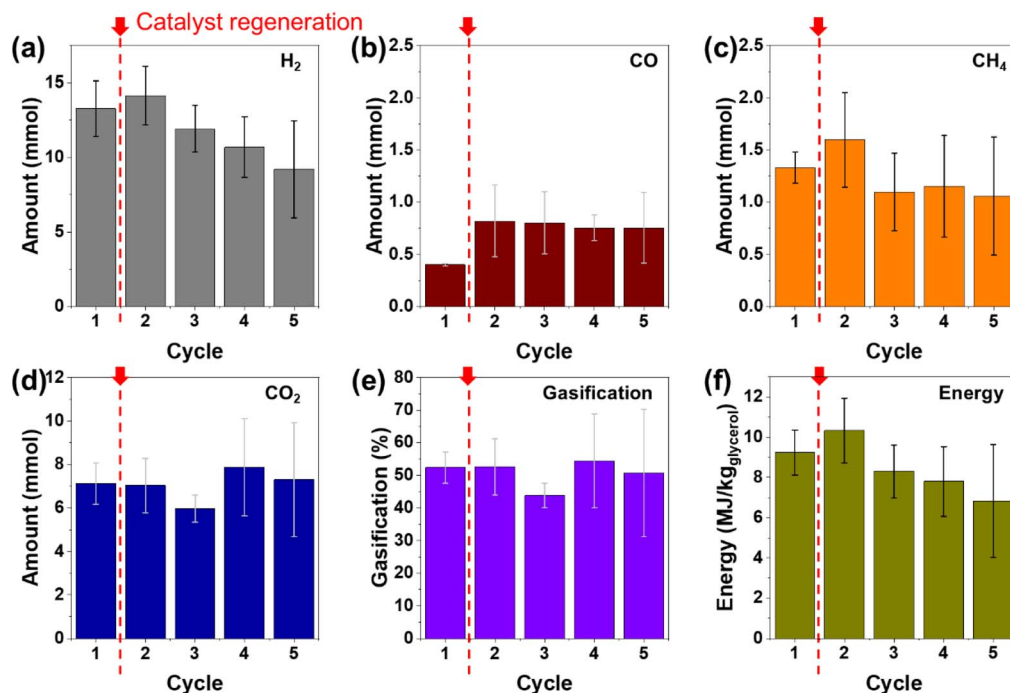 Catalyst regeneration
(a)
H₂
Amount (mmol)
15
10
5
0
1 2 3 4 5
Cycle
(b)
CO
Amount (mmol)
2.5
2.0
1.5
1.0
0.5
0.0
1 2 3 4 5
Cycle
(c)
CH₄
Amount (mmol)
2.5
2.0
1.5
1.0
0.5
0.0
1 2 3 4 5
Cycle
(d)
CO₂
Amount (mmol)
12
10
8
6
4
2
0
1 2 3 4 5
Cycle
(e)
Gasification
Gasification (%)
80
70
60
50
40
30
20
10
0
1 2 3 4 5
Cycle
(f)
Energy
Energy (MJ/kg_glycerol)
12
10
8
6
4
2
0
1 2 3 4 5
Cycle